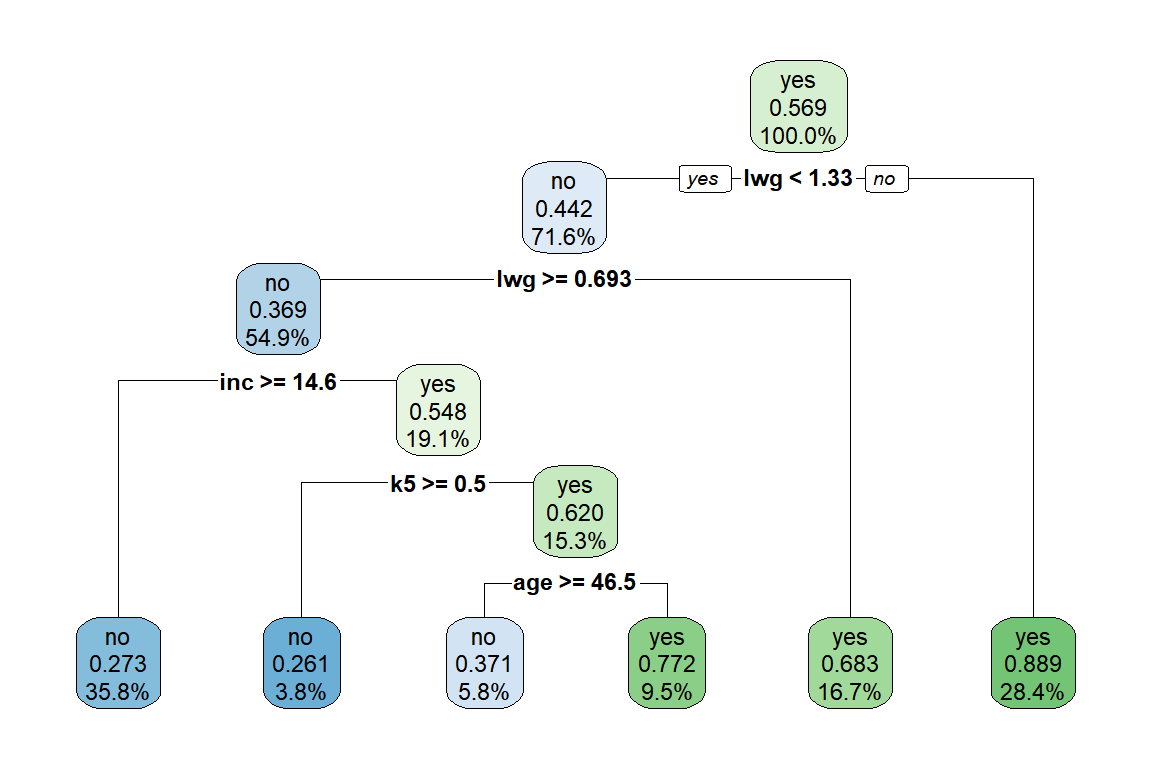 yes
0.569
100.0%
yes
lwg < 1.33
no
no
0.442
71.6%
lwg >= 0.693
no
0.369
54.9%
inc >= 14.6
yes
0.548
19.1%
k5 >= 0.5
yes
0.620
15.3%
age >= 46.5
no
0.273
35.8%
no
0.261
3.8%
no
0.371
5.8%
yes
0.772
9.5%
yes
0.683
16.7%
yes
0.889
28.4%